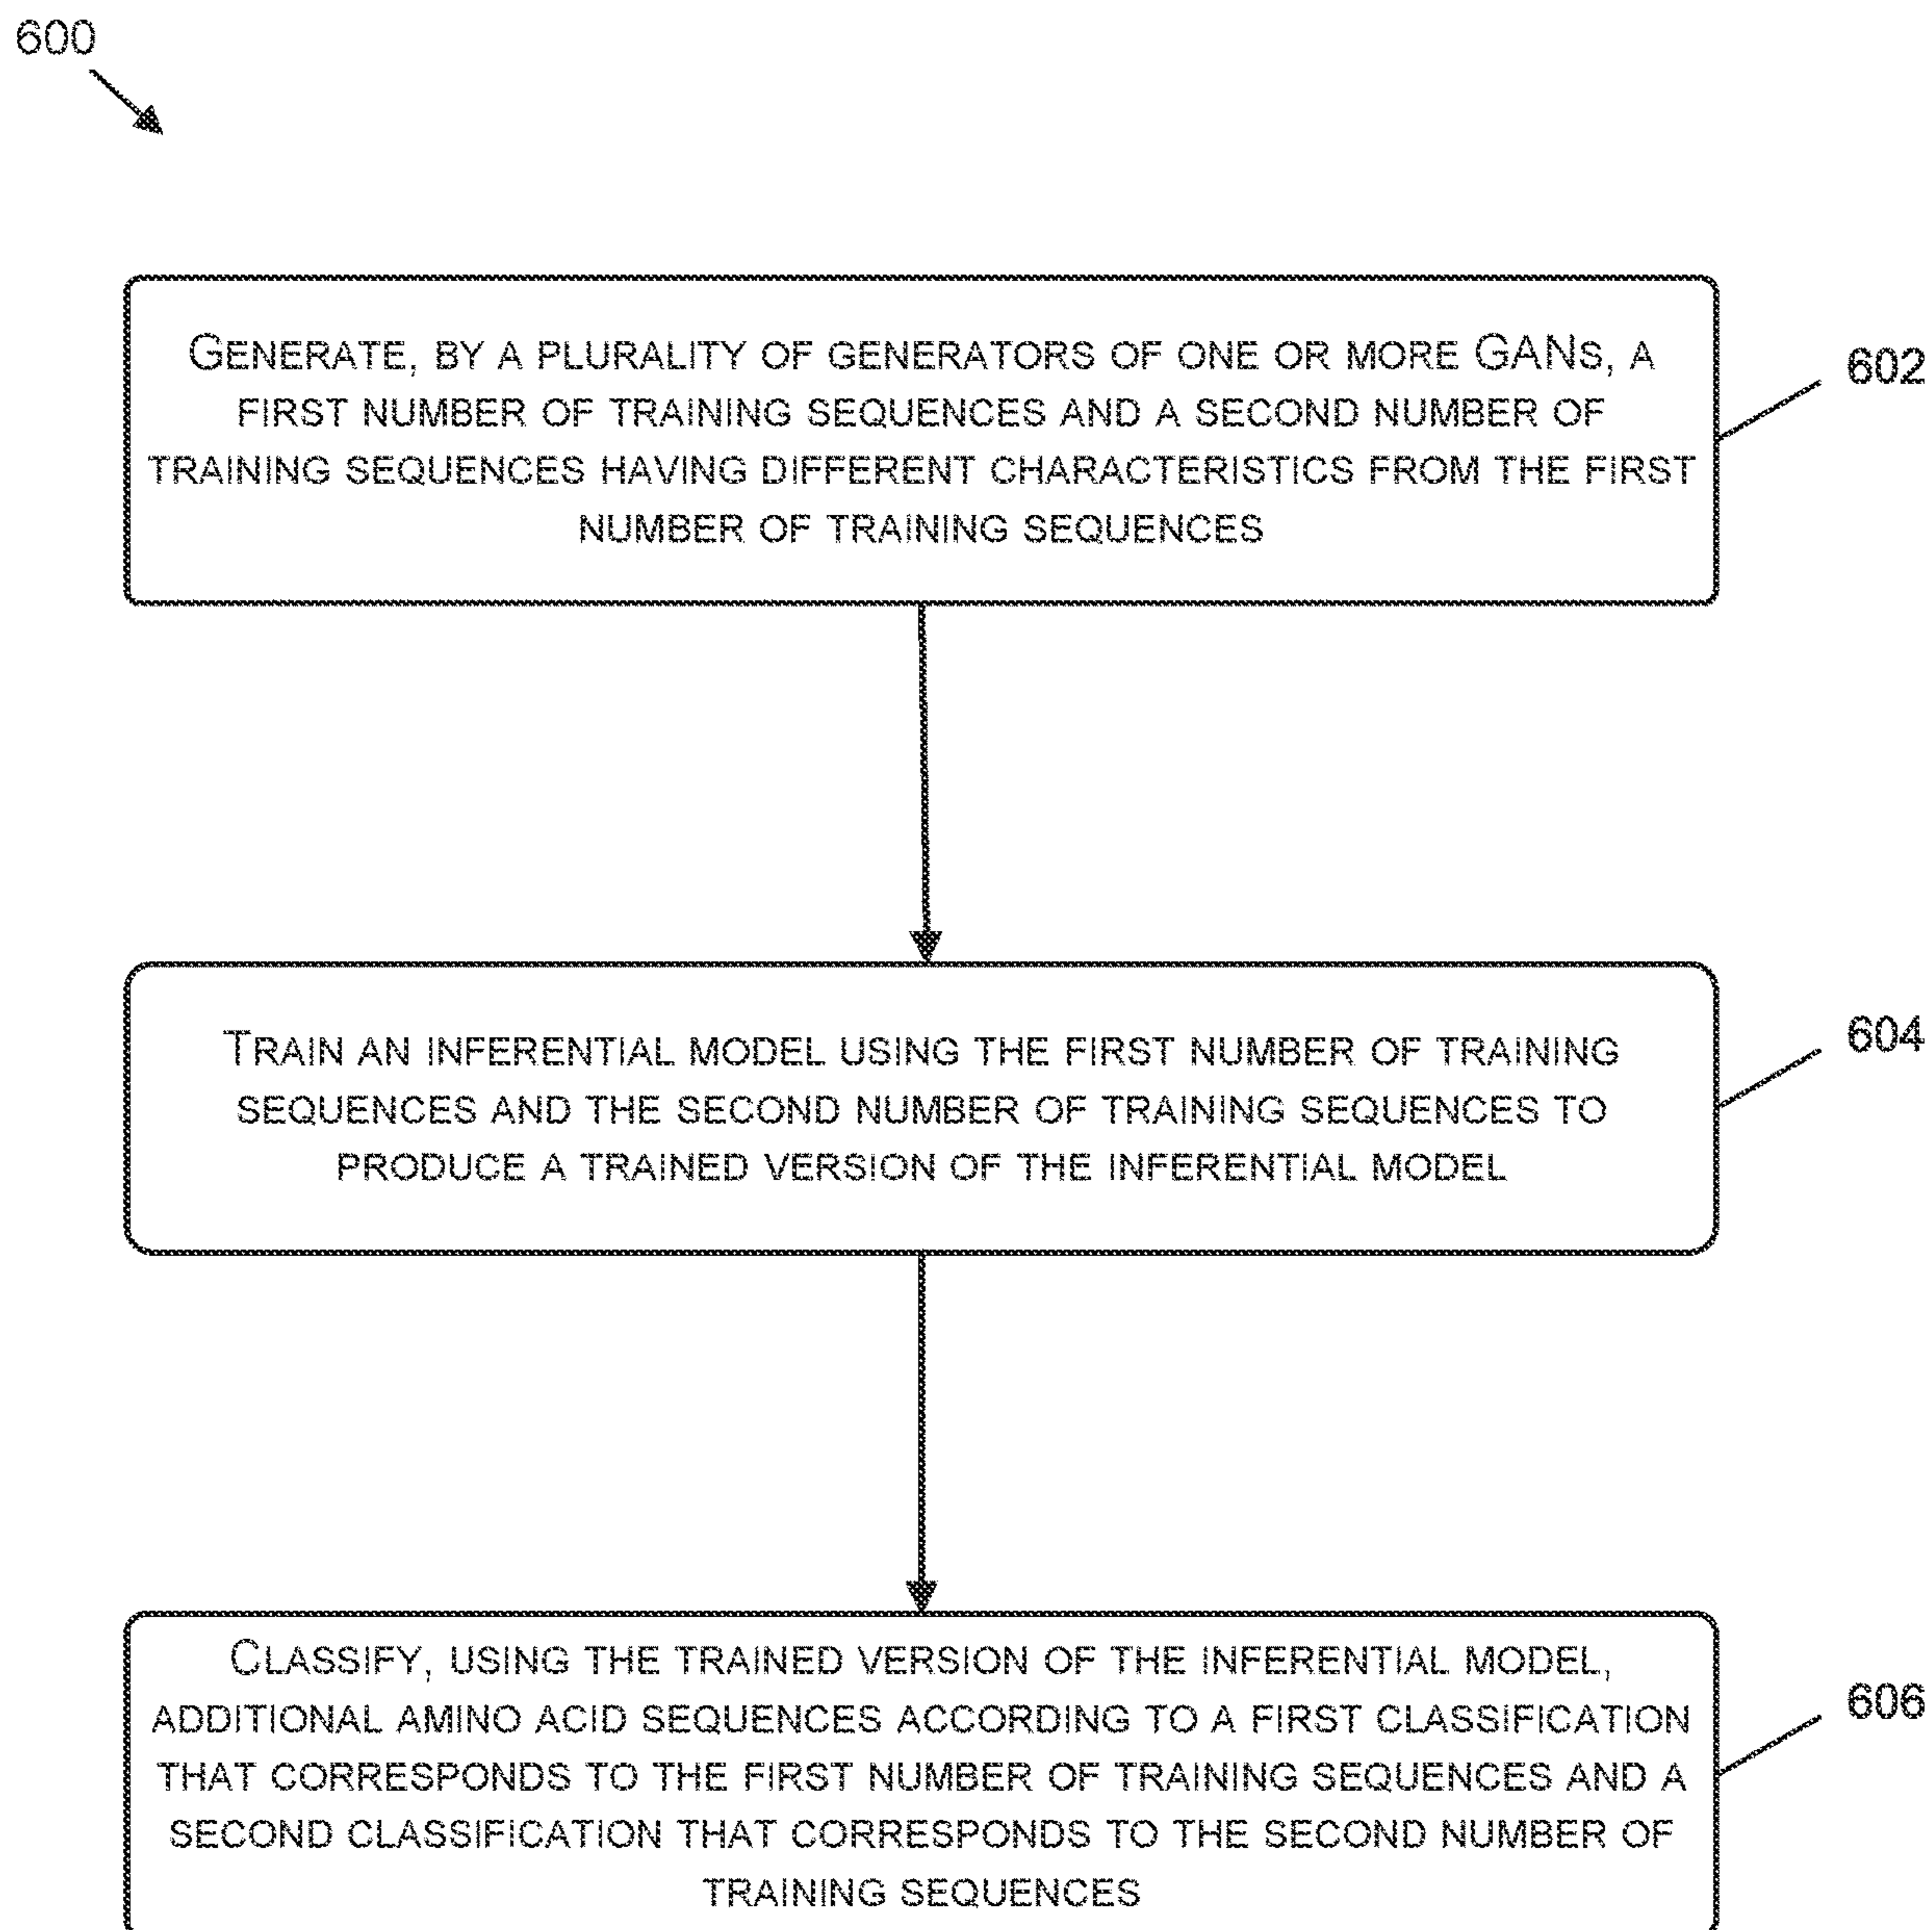 600
GENERATE, BY A PLURALITY OF GENERATORS OF ONE OR MORE GANS, A
FIRST NUMBER OF TRAINING SEQUENCES AND A SECOND NUMBER OF
TRAINING SEQUENCES HAVING DIFFERENT CHARACTERISTICS FROM THE FIRST
NUMBER OF TRAINING SEQUENCES
602
TRAIN AN INFERENTIAL MODEL USING THE FIRST NUMBER OF TRAINING
SEQUENCES AND THE SECOND NUMBER OF TRAINING SEQUENCES TO
PRODUCE A TRAINED VERSION OF THE INFERENTIAL MODEL
604
CLASSIFY, USING THE TRAINED VERSION OF THE INFERENTIAL MODEL,
ADDITIONAL AMINO ACID SEQUENCES ACCORDING TO A FIRST CLASSIFICATION
THAT CORRESPONDS TO THE FIRST NUMBER OF TRAINING SEQUENCES AND A
SECOND CLASSIFICATION THAT CORRESPONDS TO THE SECOND NUMBER OF
TRAINING SEQUENCES
606